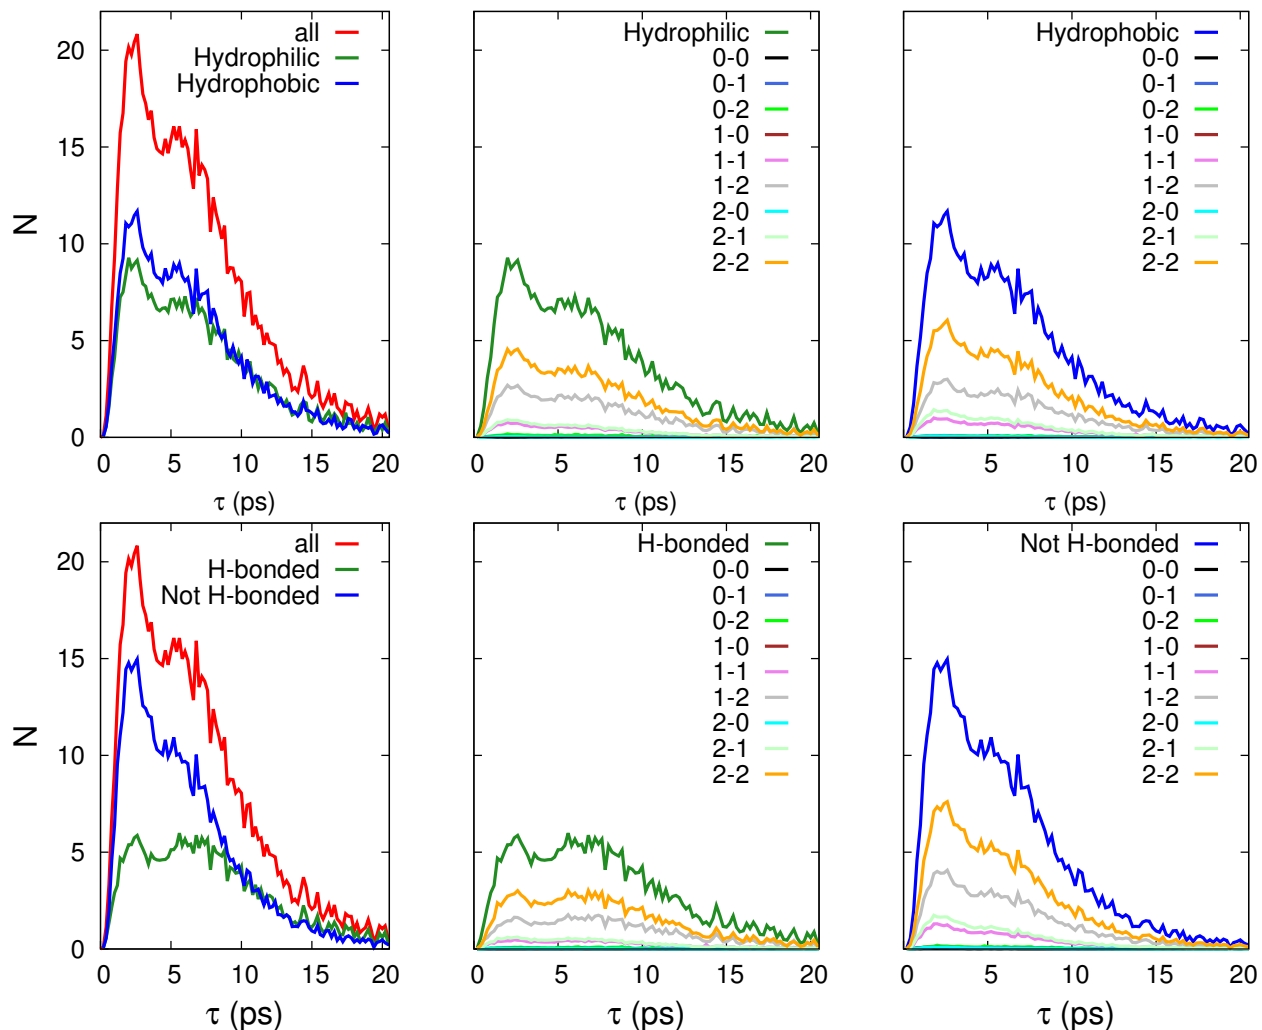 all
Hydrophilic
Hydrophobic
N
20
15
10
5
0
0 5 10 15 20
τ (ps)
Hydrophilic
0-0
0-1
0-2
1-0
1-1
1-2
2-0
2-1
2-2
0 5 10 15 20
τ (ps)
Hydrophobic
0-0
0-1
0-2
1-0
1-1
1-2
2-0
2-1
2-2
0 5 10 15 20
τ (ps)
all
H-bonded
Not H-bonded
N
20
15
10
5
0
0 5 10 15 20
τ (ps)
H-bonded
0-0
0-1
0-2
1-0
1-1
1-2
2-0
2-1
2-2
0 5 10 15 20
τ (ps)
Not H-bonded
0-0
0-1
0-2
1-0
1-1
1-2
2-0
2-1
2-2
0 5 10 15 20
τ (ps)